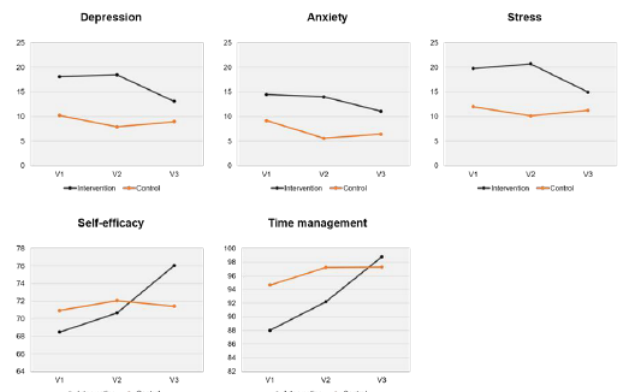 Depression
25
20
15
10
5
0
V1 V2 V3
Intervention Control
Anxiety
25
20
15
10
5
0
V1 V2 V3
Intervention Control
Stress
25
20
15
10
5
0
V1 V2 V3
Intervention Control
Self-efficacy
78
76
74
72
70
68
66
64
V1 V2 V3
Time management
100
98
96
94
92
90
88
86
84
82
V1 V2 V3